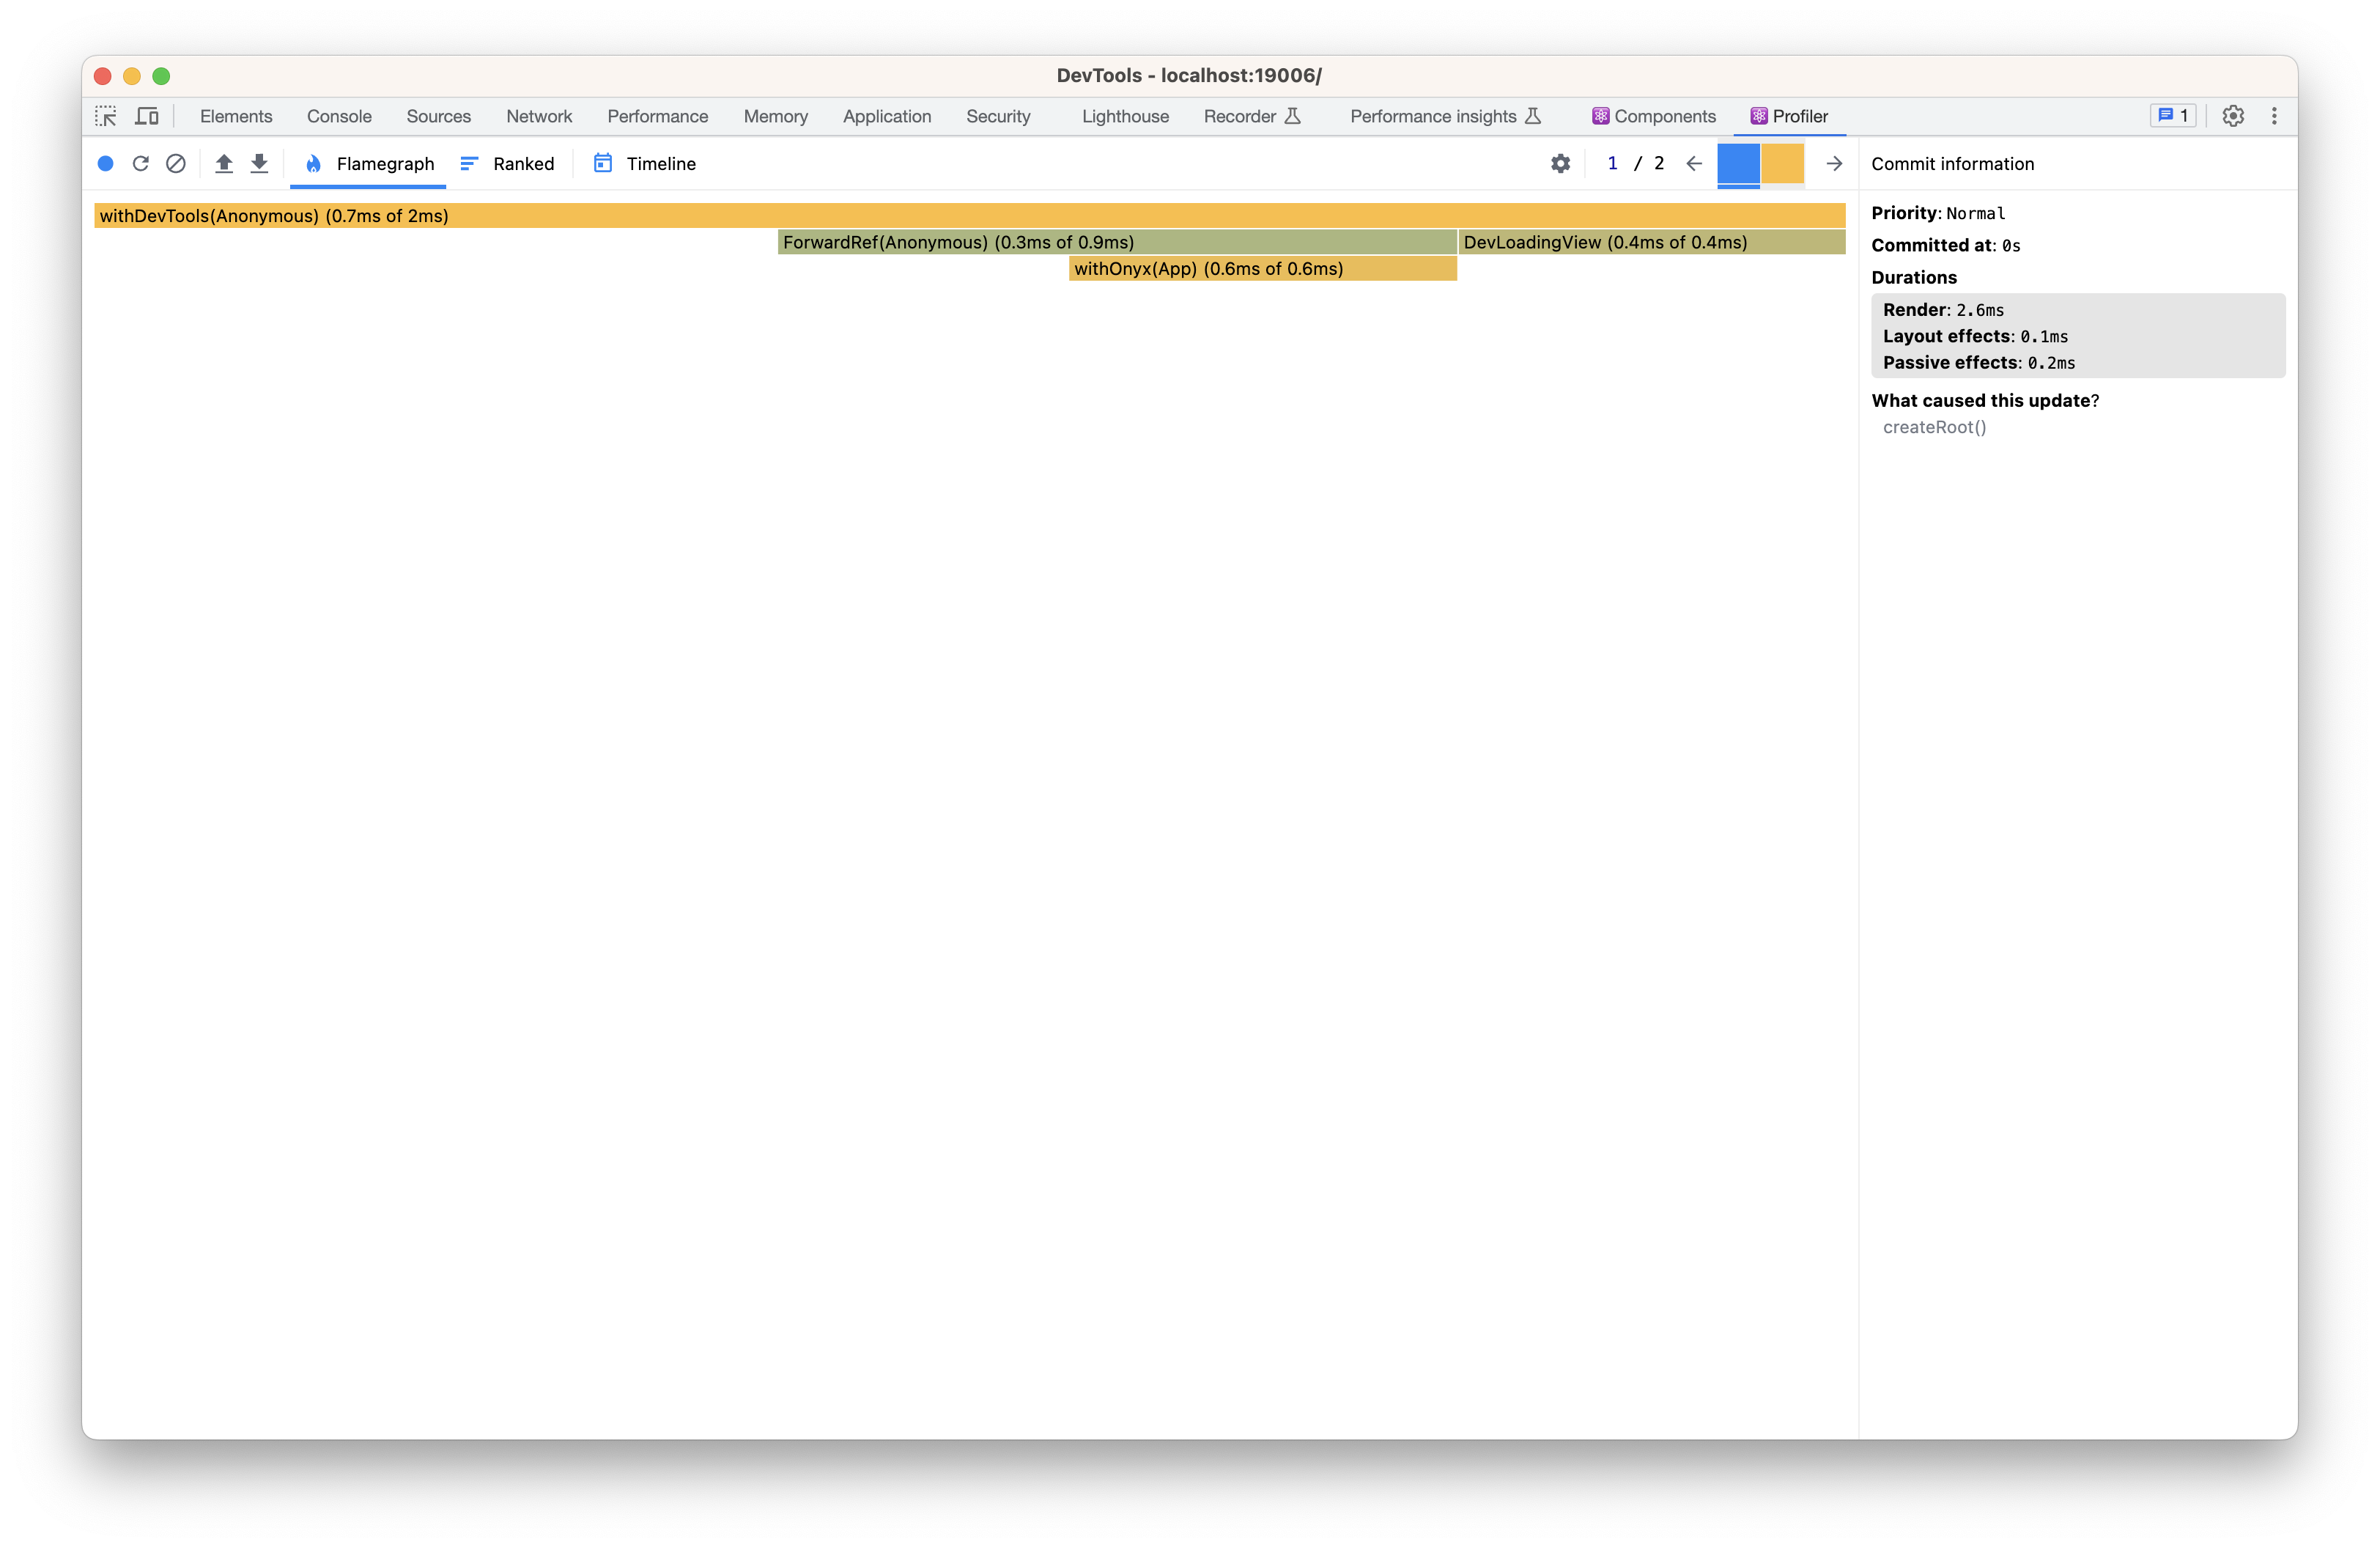 DevTools - localhost:19006/
Elements Console Sources Network Performance Memory Application Security Lighthouse Recorder Performance insights Components Profiler 1
Flamegraph Ranked Timeline 1 / 2 Commit information
withDevTools(Anonymous) (0.7ms of 2ms)
ForwardRef(Anonymous) (0.3ms of 0.9ms) DevLoadingView (0.4ms of 0.4ms)
withOnyx(App) (0.6ms of 0.6ms)
Priority: Normal
Committed at: 0s
Durations
Render: 2.6ms
Layout effects: 0.1ms
Passive effects: 0.2ms
What caused this update?
createRoot()